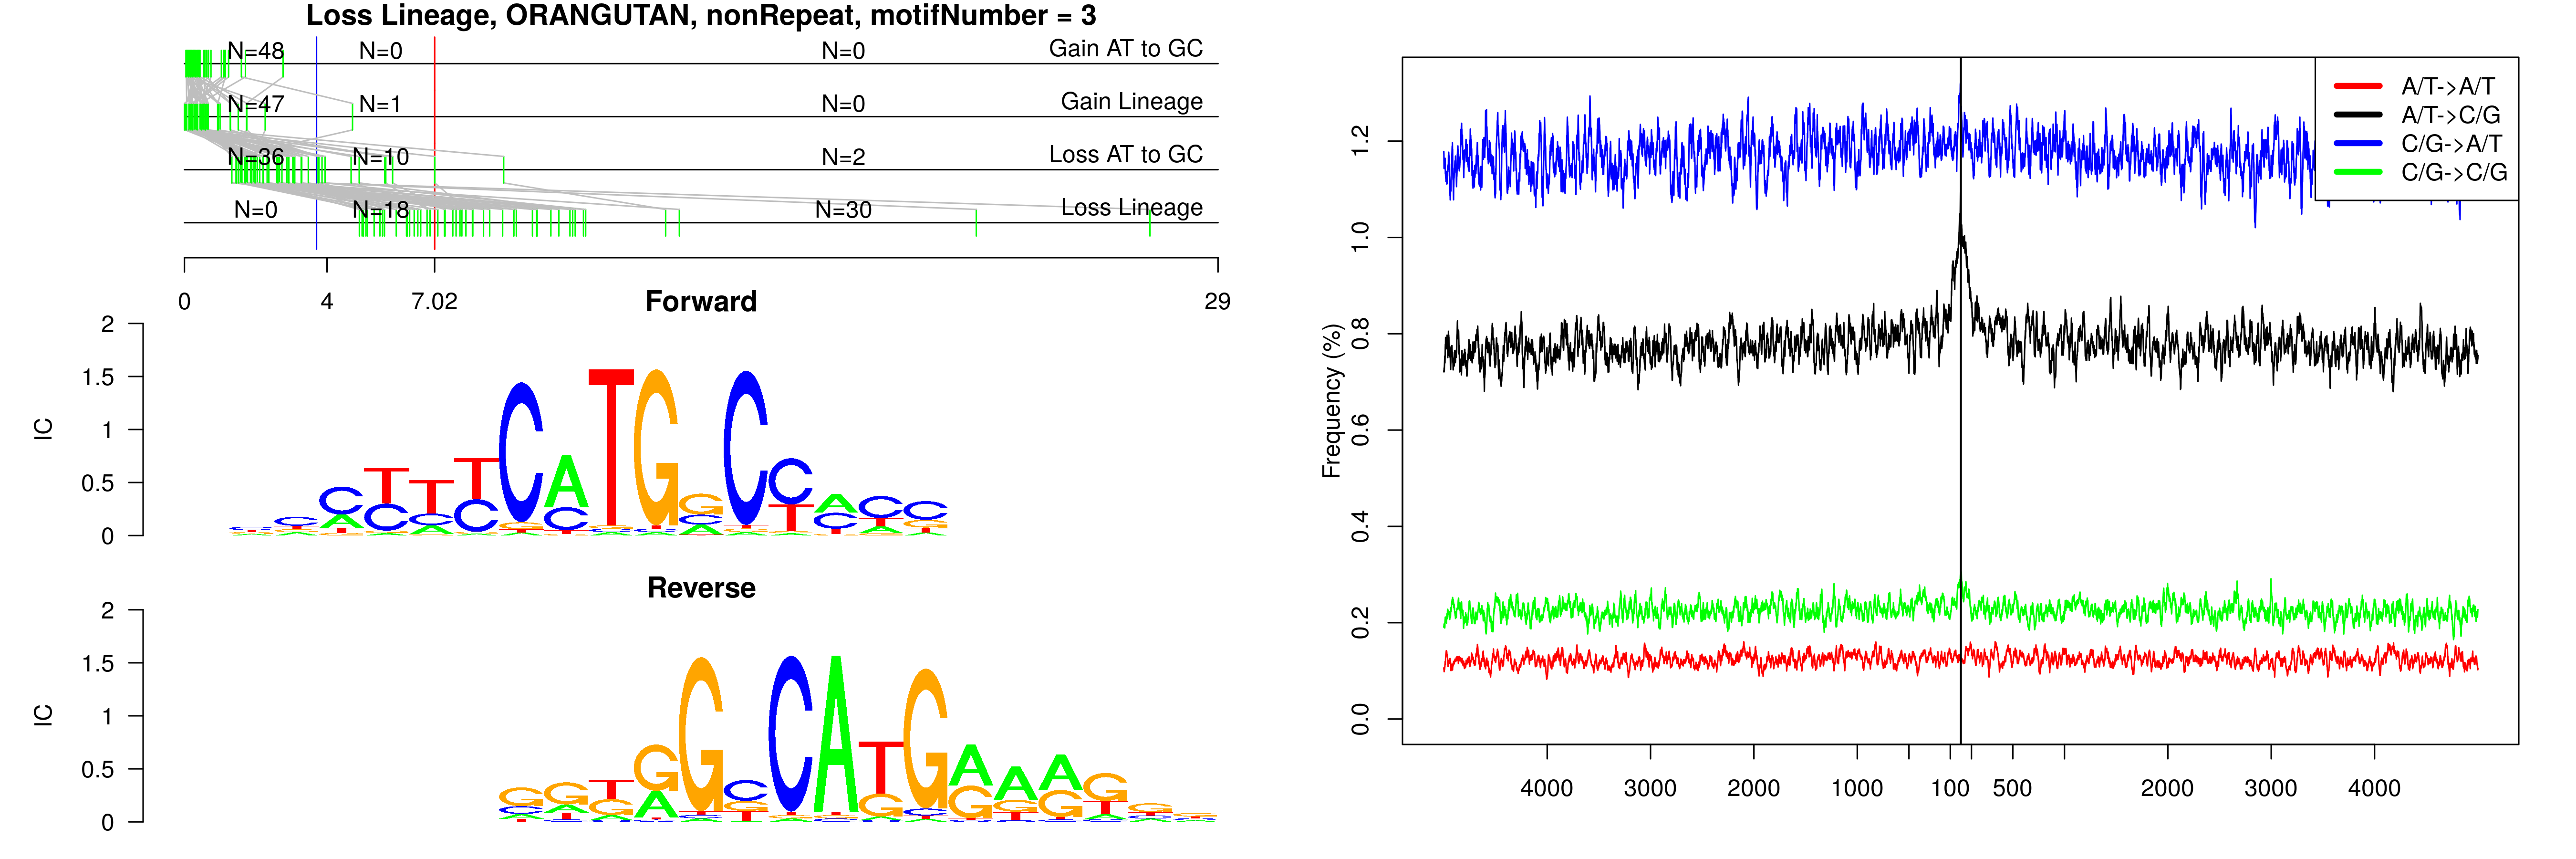 Loss Lineage, ORANGUTAN, nonRepeat, motifNumber = 3
N=48 N=0 N=0 Gain AT to GC
N=47 N=1 N=0 Gain Lineage
N=36 N=10 N=2 Loss AT to GC
N=0 N=18 N=30 Loss Lineage
0 4 7.02 29
Forward
IC
2
1.5
1
0.5
0
Reverse
IC
2
1.5
1
0.5
0
A/T->A/T
A/T->C/G
C/G->A/T
C/G->C/G
Frequency (%)
1.2
1.0
0.8
0.6
0.4
0.2
0.0
4000 3000 2000 1000 100 500 2000 3000 4000